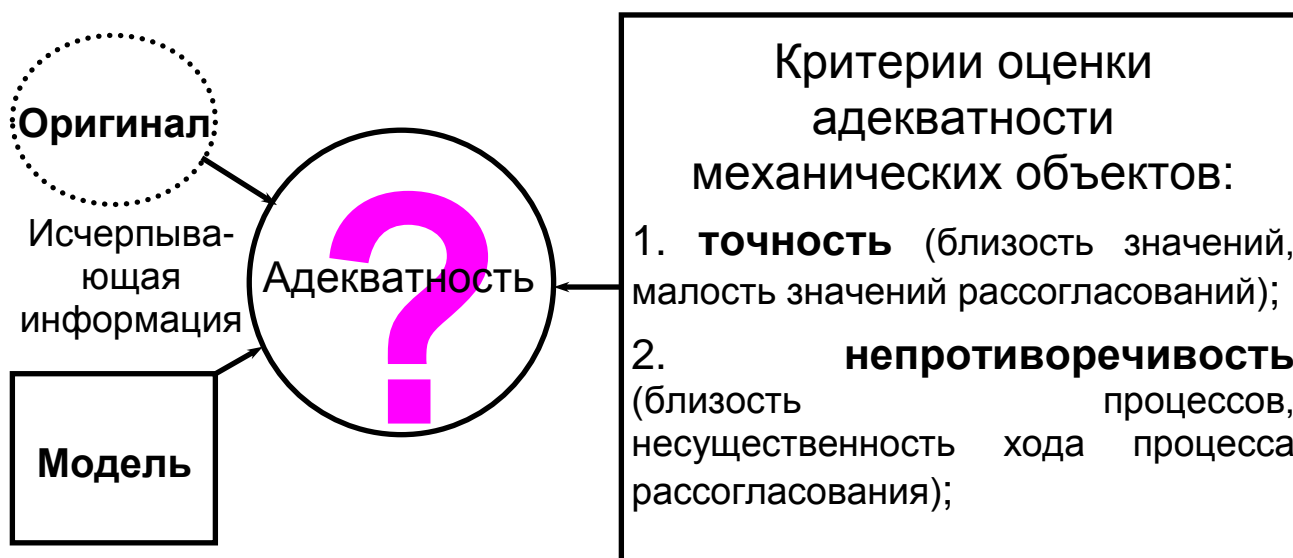 Оригинал
Исчерпыва-
ющая
информация
Модель
Адекватность
?
Критерии оценки
адекватности
механических объектов:
1. точность (близость значений,
малость значений рассогласований);
2. непротиворечивость
(близость процессов,
несущественность хода процесса
рассогласования);